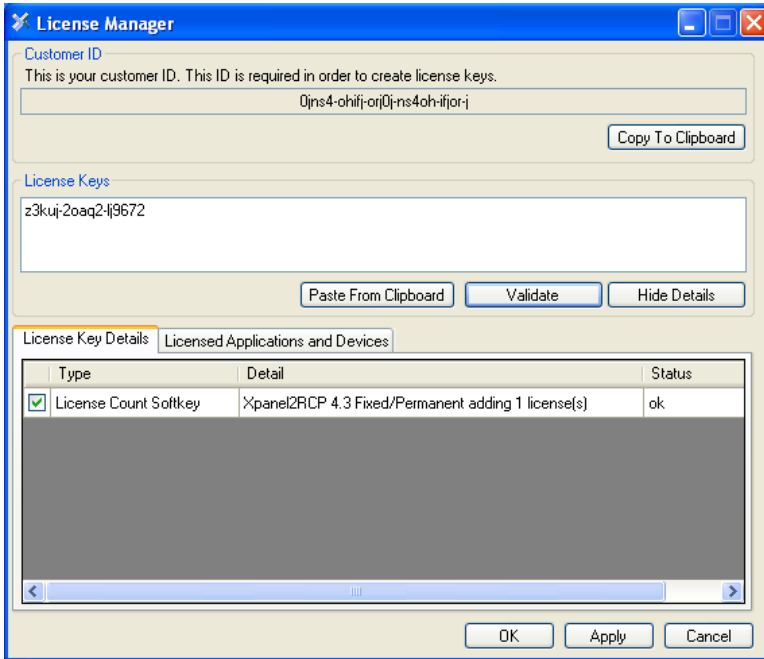 License Manager
Customer ID
This is your customer ID. This ID is required in order to create license keys.
0jns4-ohifj-orj0j-ns4oh-ifjor-j
Copy To Clipboard
License Keys
z3kuj-2oaq2-lj9672
Paste From Clipboard Validate Hide Details
License Key Details Licensed Applications and Devices
Type Detail Status
License Count Softkey Xpanel2RCP 4.3 Fixed/Permanent adding 1 license(s) ok
OK Apply Cancel